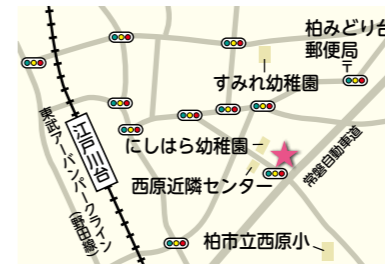 柏みどり台
郵便局
〒
すみれ幼稚園
江戸川台
東武アーバンパークライン
(野田線)
にしはら幼稚園
西原近隣センター
常磐自動車道
柏市立西原小